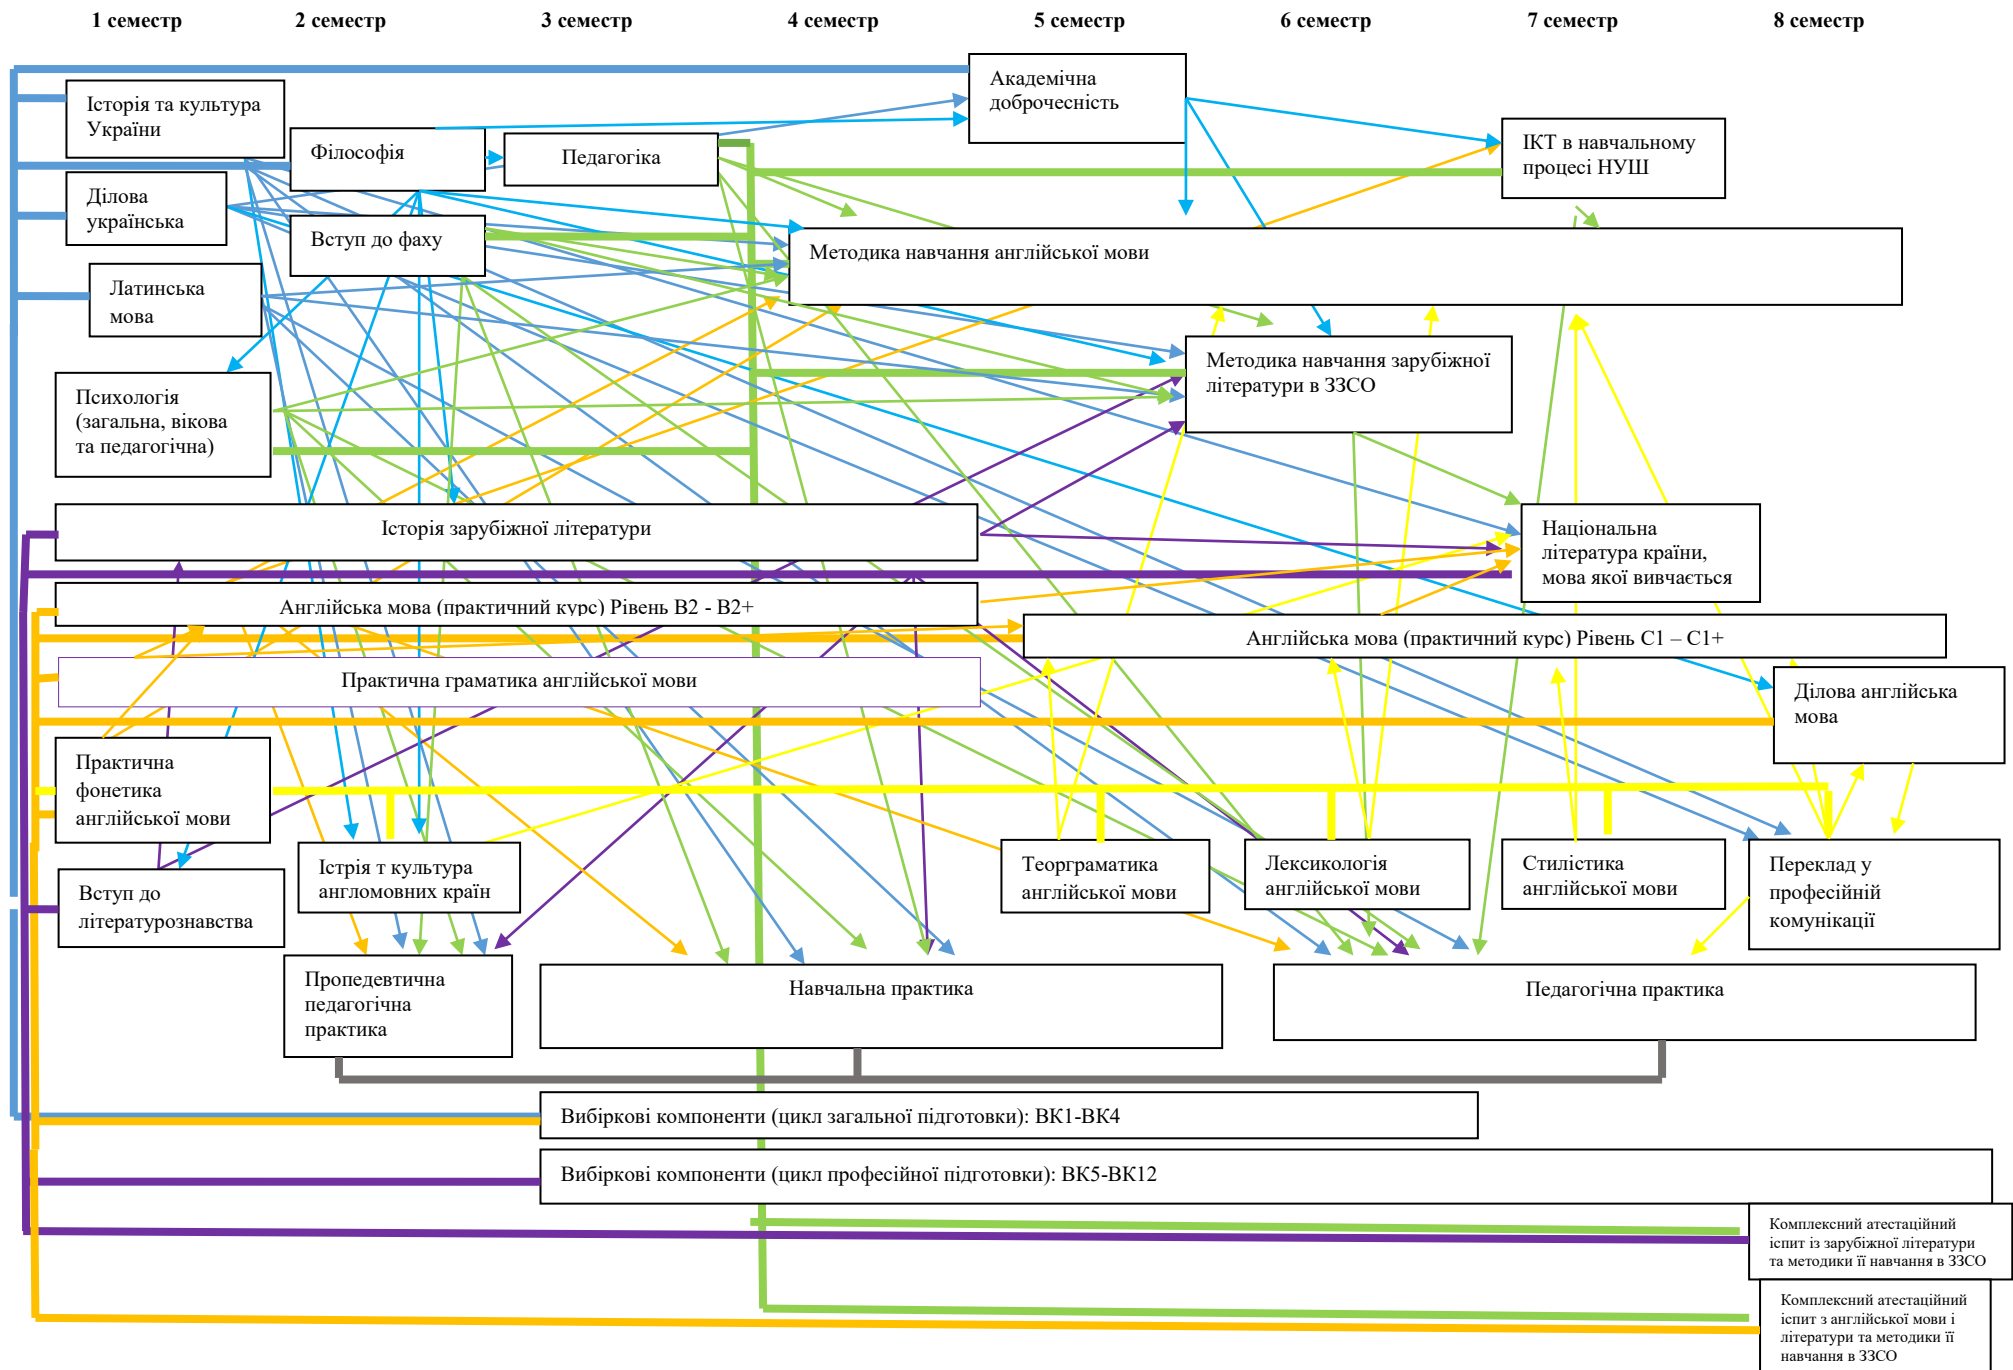 1 семестр 2 семестр 3 семестр 4 семестр 5 семестр 6 семестр 7 семестр 8 семестр
Академічна
доброчесність
Історія та культура
України
Філософія
Педагогіка
ІКТ в навчальному
процесі НУШ
Ділова
українська
Вступ до фаху
Методика навчання англійської мови
Латинська
мова
Методика навчання зарубіжної
літератури в ЗЗСО
Психологія
(загальна, вікова
та педагогічна)
Історія зарубіжної літератури
Національна
література країни,
мова якої вивчається
Англійська мова (практичний курс) Рівень В2 - В2+
Англійська мова (практичний курс) Рівень С1 – С1+
Практична граматика англійської мови
Ділова англійська
мова
Практична
фонетика
англійської мови
Істрія т культура
англомовних країн
Теорграматика
англійської мови
Лексикологія
англійської мови
Стилістика
англійської мови
Переклад у
професійній
комунікації
Вступ до
літературознавства
Пропедевтична
педагогічна
практика
Навчальна практика
Педагогічна практика
Вибіркові компоненти (цикл загальної підготовки): ВК1-ВК4
Вибіркові компоненти (цикл професійної підготовки): ВК5-ВК12
Комплексний атестаційний
іспит із зарубіжної літератури
та методики її навчання в ЗЗСО
Комплексний атестаційний
іспит з англійської мови і
літератури та методики її
навчання в ЗЗСО